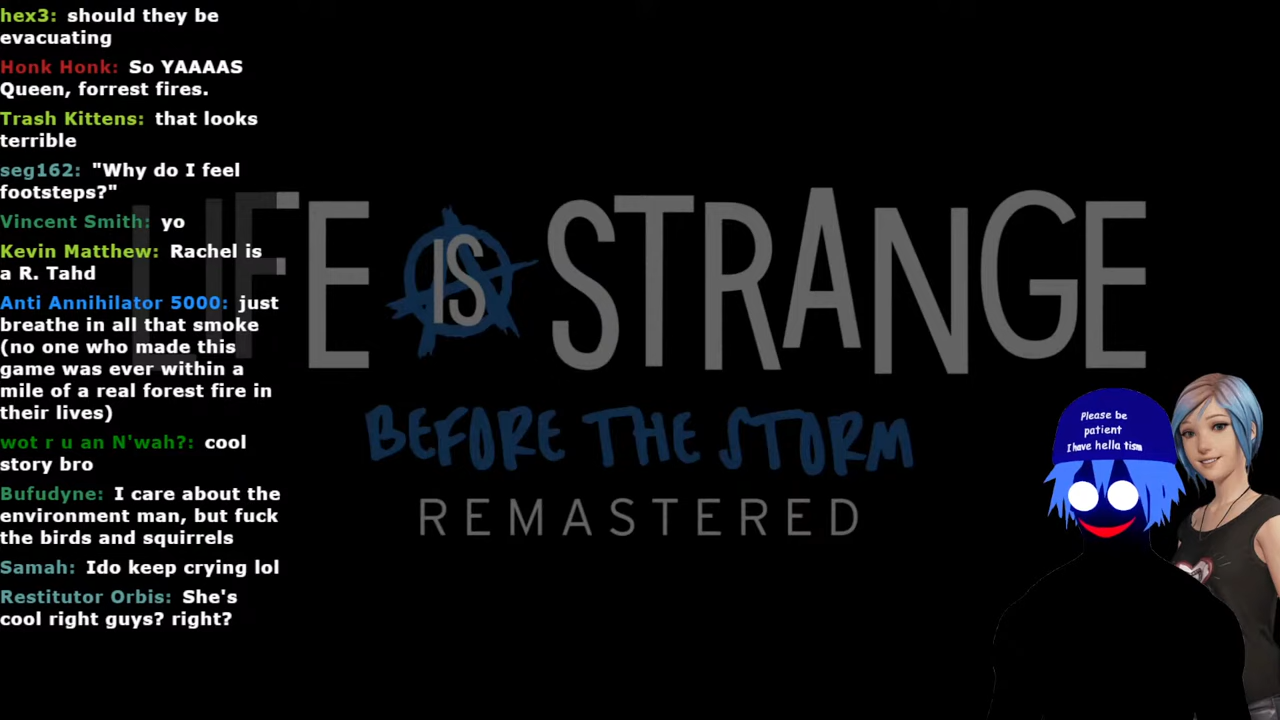 hex3: should they be
evacuating
Honk Honk: So YAAAAS
Queen, forrest fires.
Trash Kittens: that looks
terrible
seg162: "Why do I feel
footsteps?"
Vincent Smith: yo
Kevin Matthew: Rachel is
a R. Tahd
Anti Annihilator 5000: just
breathe in all that smoke
(no one who made this
game was ever within a
mile of a real forest fire in
their lives)
wot r u an N'wah?: cool
story bro
Bufudyne: I care about the
environment man, but fuck
the birds and squirrels
Samah: Ido keep crying lol
Restitutor Orbis: She's
cool right guys? right?
LIFE IS STRANGE
BEFORE THE STORM
REMASTERED
Please be
patient
I have hella tism